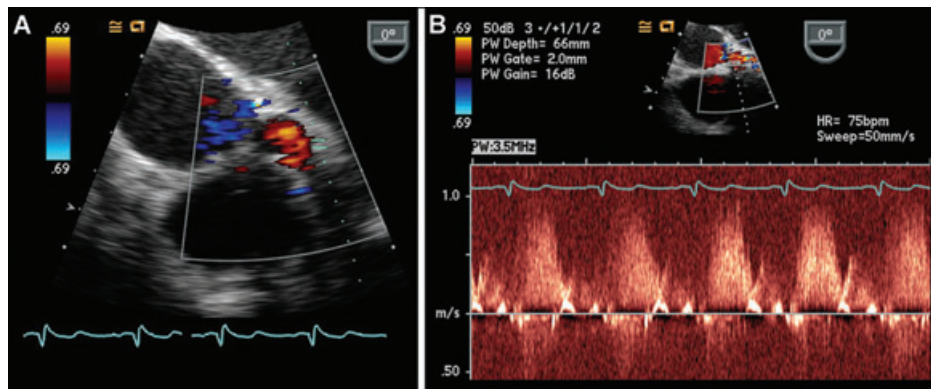 A
.69
.69
0°
B
.69
.69
50dB 3 •/+1/1/2
PW Depth= 66mm
PW Gate= 2.0mm
PW Gain= 16dB
0°
HR= 75bpm
Sweep=50mm/s
PW:3.5MHz
1.0
m/s
.50